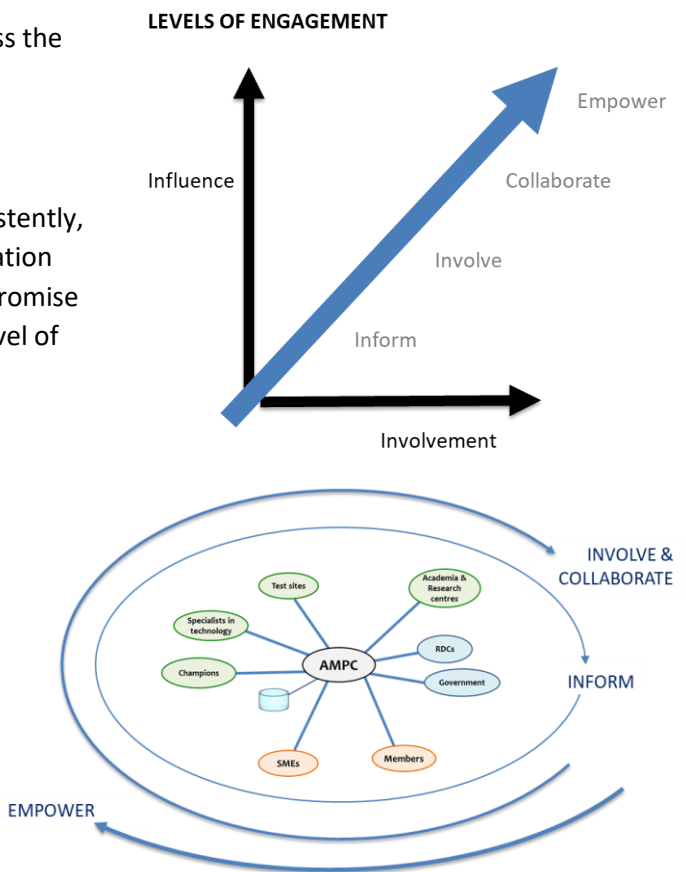 ss the
stently,
ation
romise
vel of
LEVELS OF ENGAGEMENT
Empower
Influence
Collaborate
Involve
Inform
Involvement
INVOLVE &
COLLABORATE
Test sites
Academia &
Research
centres
Specialists in
technology
RDCs
AMPC
Champions
Government
INFORM
SMEs
Members
EMPOWER